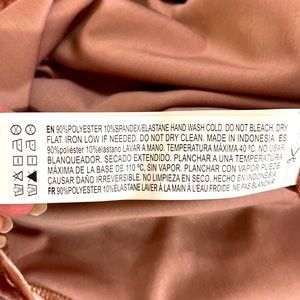 EN 90%POLYESTER 10%SPANDEX/ELASTANE HAND WASH COLD. DO NOT BLEACH. DRY
FLAT. IRON LOW IF NEEDED. DO NOT DRY CLEAN. MADE IN INDONESIA ES
90%poliéster 10%elastano LAVAR A MANO. TEMPERATURA MÁXIMA 40 °C. NO USAR
BLANQUEADOR. SECADO EXTENDIDO. PLANCHAR A UNA TEMPERATURA
MÁXIMA DE LA BASE DE 110 °C, SIN VAPOR. PLANCHAR CON VAPOR PUEDE
CAUSAR DAÑO IRREVERSIBLE. NO LIMPIAR EN SECO. HECHO EN INDONESIA
FR 90%POLYESTER 10%ELASTANE LAVER À LA MAIN À L'EAU FROIDE. NE PAS BLANCHIR